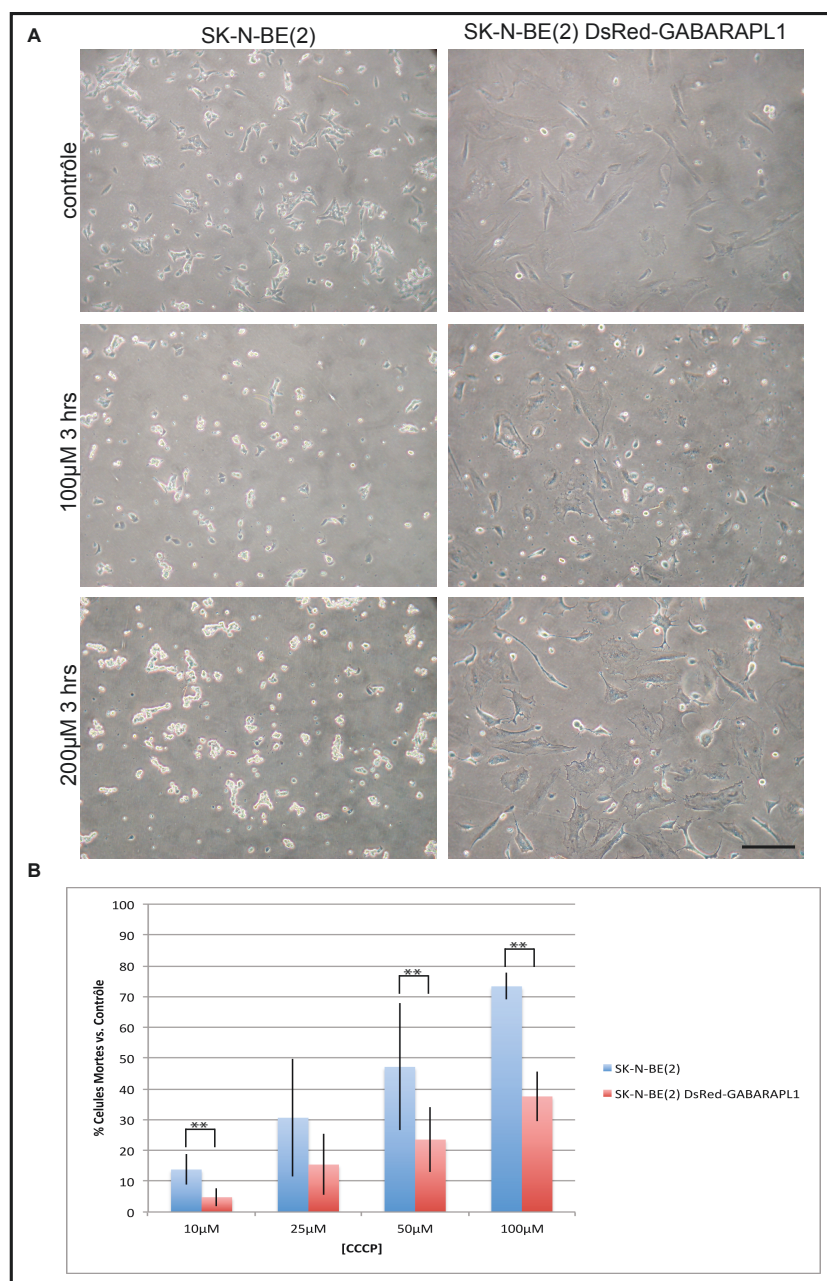 A
SK-N-BE(2)
SK-N-BE(2) DsRed-GABARAPL1
contrôle
100µM 3 hrs
200µM 3 hrs
B
100
90
80
70
60
50
40
30
20
10
0
% Celules Mortes vs. Contrôle
**
**
**
10µM
25µM
50µM
100µM
[CCCP]
SK-N-BE(2)
SK-N-BE(2) DsRed-GABARAPL1